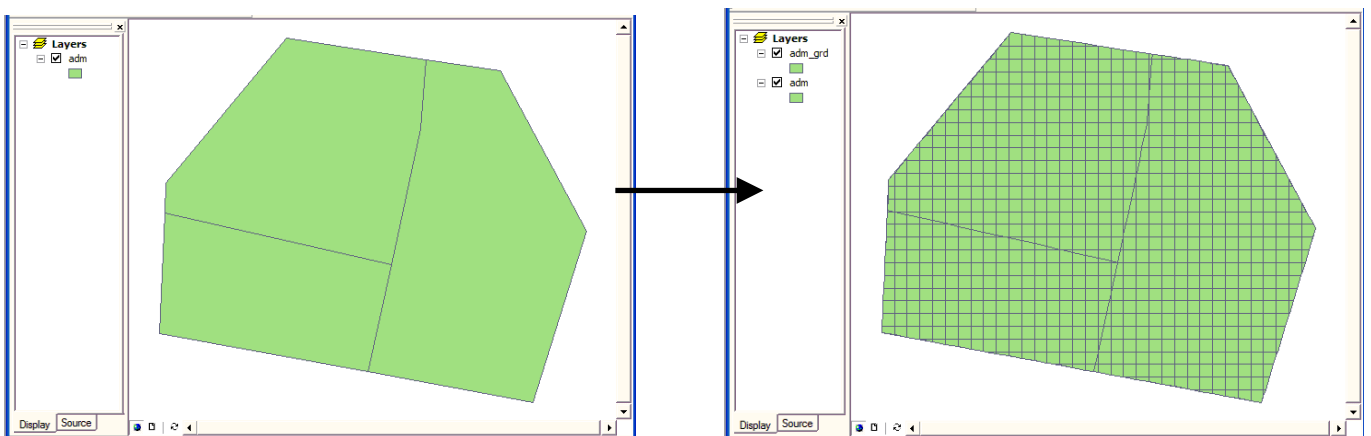 Layers
adm
Display Source
Layers
adm_grd
adm
Display Source